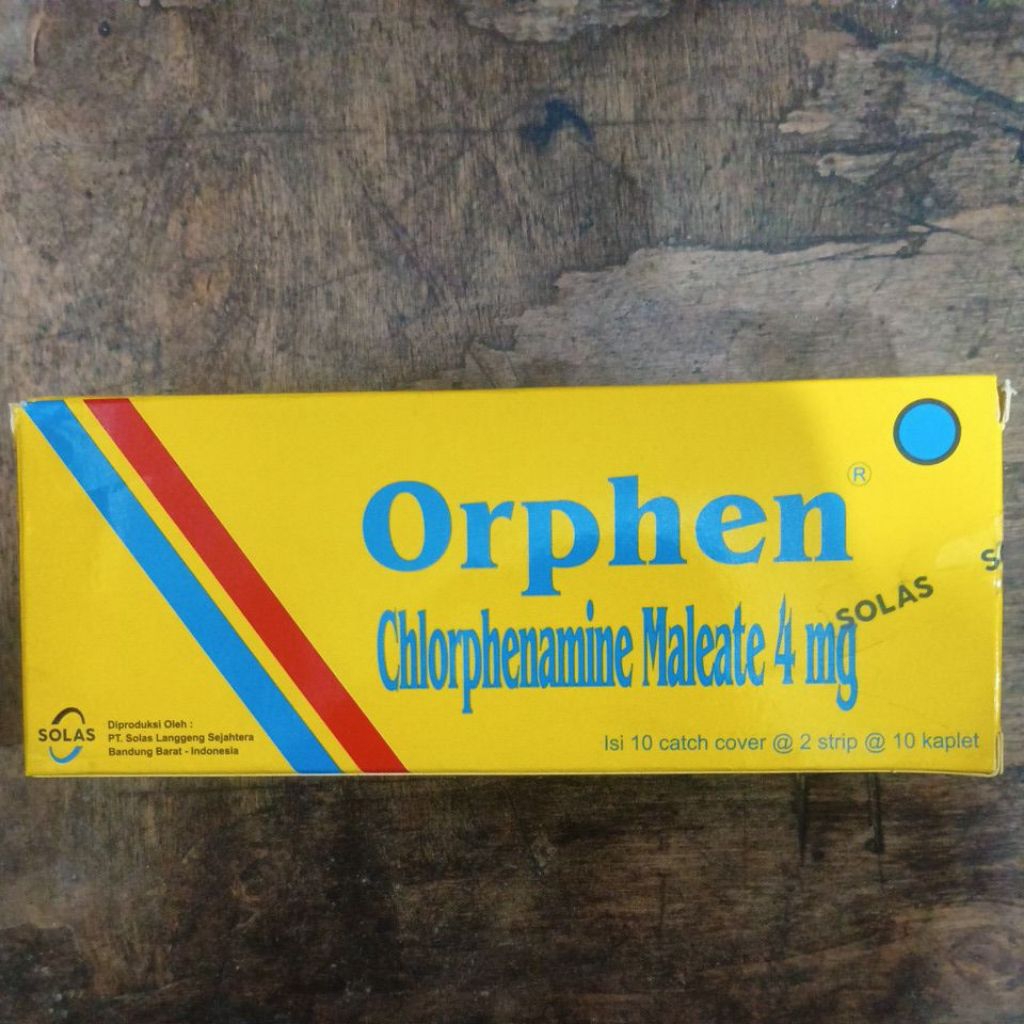 Orphen®
Chlorphenamine Maleate 4 mg
SOLAS
Isi 10 catch cover @ 2 strip @ 10 kaplet
SOLAS
Diproduksi Oleh :
PT. Solas Langgeng Sejahtera
Bandung Barat - Indonesia